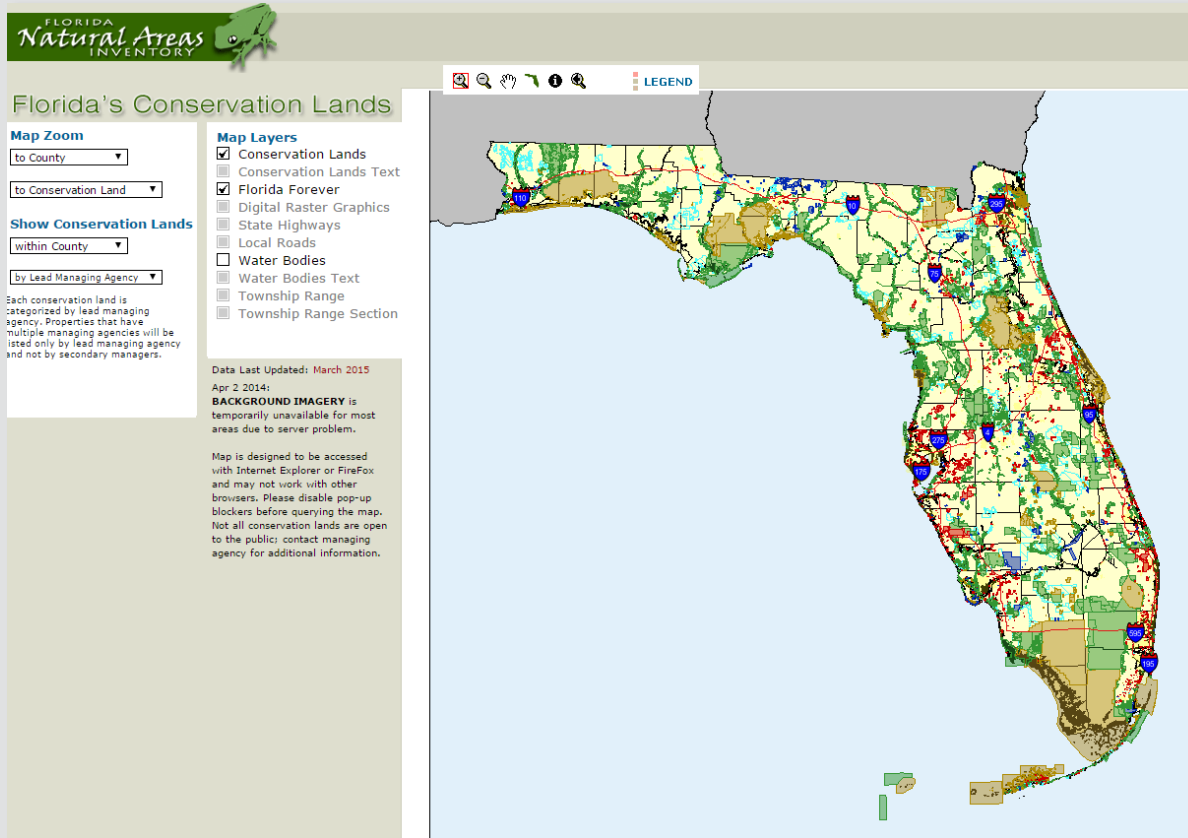 FLORIDA
Natural Areas
INVENTORY
LEGEND
Florida's Conservation Lands
Map Zoom
to County
to Conservation Land
Show Conservation Lands
within County
by Lead Managing Agency
Each conservation land is
categorized by lead managing
agency. Properties that have
multiple managing agencies will be
listed only by lead managing agency
and not by secondary managers.
Map Layers
Conservation Lands
Conservation Lands Text
Florida Forever
Digital Raster Graphics
State Highways
Local Roads
Water Bodies
Water Bodies Text
Township Range
Township Range Section
Data Last Updated: March 2015
Apr 2 2014:
BACKGROUND IMAGERY is
temporarily unavailable for most
areas due to server problem.
Map is designed to be accessed
with Internet Explorer or FireFox
and may not work with other
browsers. Please disable pop-up
blockers before querying the map.
Not all conservation lands are open
to the public; contact managing
agency for additional information.
110
10
295
75
95
4
275
175
595
195